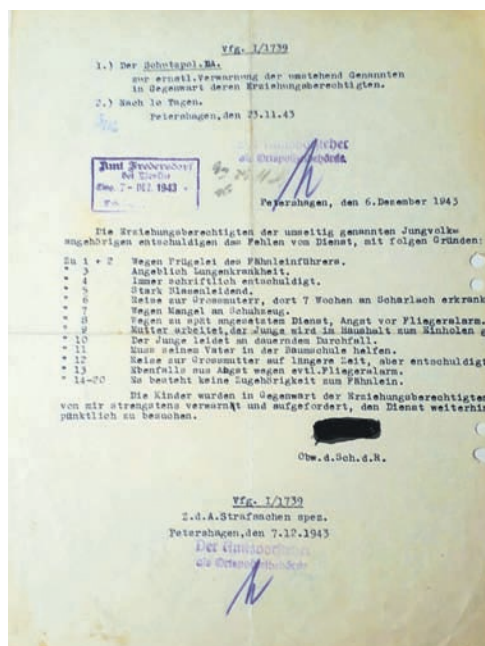 Vfg. I/1739
1.) Der Schutzpol.BA.
zur ernstl.Verwarnung der umstehend Genannten
in Gegenwart deren Erziehungsberechtigten.
2.) Nach 10 Tagen.
Petershagen,den 23.11.43
Der Amtsvorsteher
als Ortspolizeibehörde.
Amt Fredersdorf
bei Berlin
Eing. 7-DEZ.1943 -
Petershagen, den 6.Dezember 1943
Die Erziehungsberechtigten der umseitig genannten Jungvolk=
angehörigen entschuldigen das Fehlen vom Dienst, mit folgen Gründen:
Zu 1 + 2 Wegen Prügelei des Fähnleinführers.
" 3 Angeblich Lungenkrankheit.
" 4 Immer schriftlich entschuldigt.
" 5 Stark Blasenleidend.
" 6 Reise zur Grossmuterr, dort 7 Wochen an Scharlach erkrank
" 7 Wegen Mangel an Schuhzeug.
" 8 Wegen zu spät angesetztem Dienst, Angst vor Fliegeralarm.
" 9 Mutter arbeitet,der Junge wird im Haushalt zum Einholen g
" 10 Der Junge leidet an dauerndem Durchfall.
" 11 Muss seinem Vater in der Baumschule helfen.
" 12 Reise zur Grossmutter auf längere Zeit, aber entschuldigt
" 13 Ebenfalls aus Angst wegen evtl.Fliegeralarm.
" 14-20 Es besteht keine Zugehörigkeit zum Fähnlein.
Die Kinder wurden in Gegenwart der Erziehungsberechtigten
von mir strengstens verwarnt und aufgefordert, den Dienst weiterhin
pünktlich zu besuchen.
Obw.d.Sch.d.R.
Vfg. I/1739
Z.d.A.Strafsachen spez.
Petershagen,den 7.12.1943
Der Amtsvorsteher
als Ortspolizeibehörde